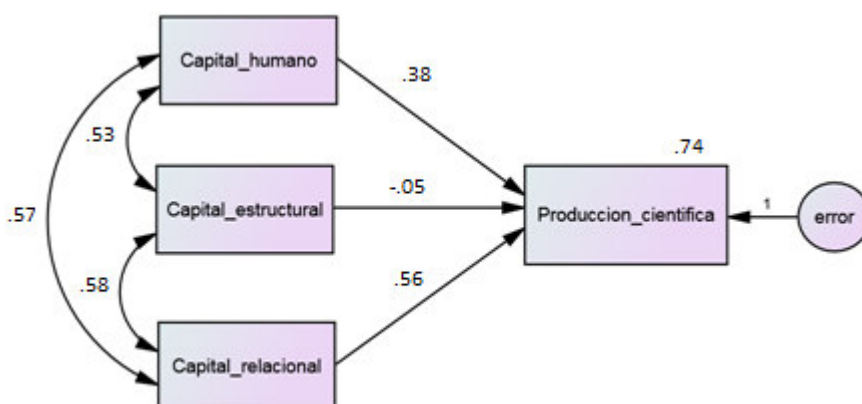 Capital_humano
.38
.53
.74
-.05
Capital_estructural
Produccion_cientifica
1
error
.57
.58
.56
Capital_relacional